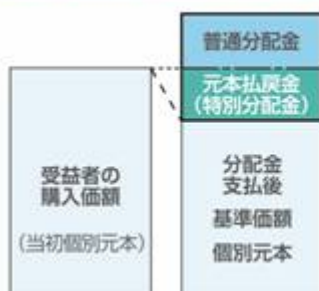 普通分配金
元本払戻金
(特別分配金)
受益者の
購入価額
(当初個別元本)
分配金
支払後
基準価額
個別元本